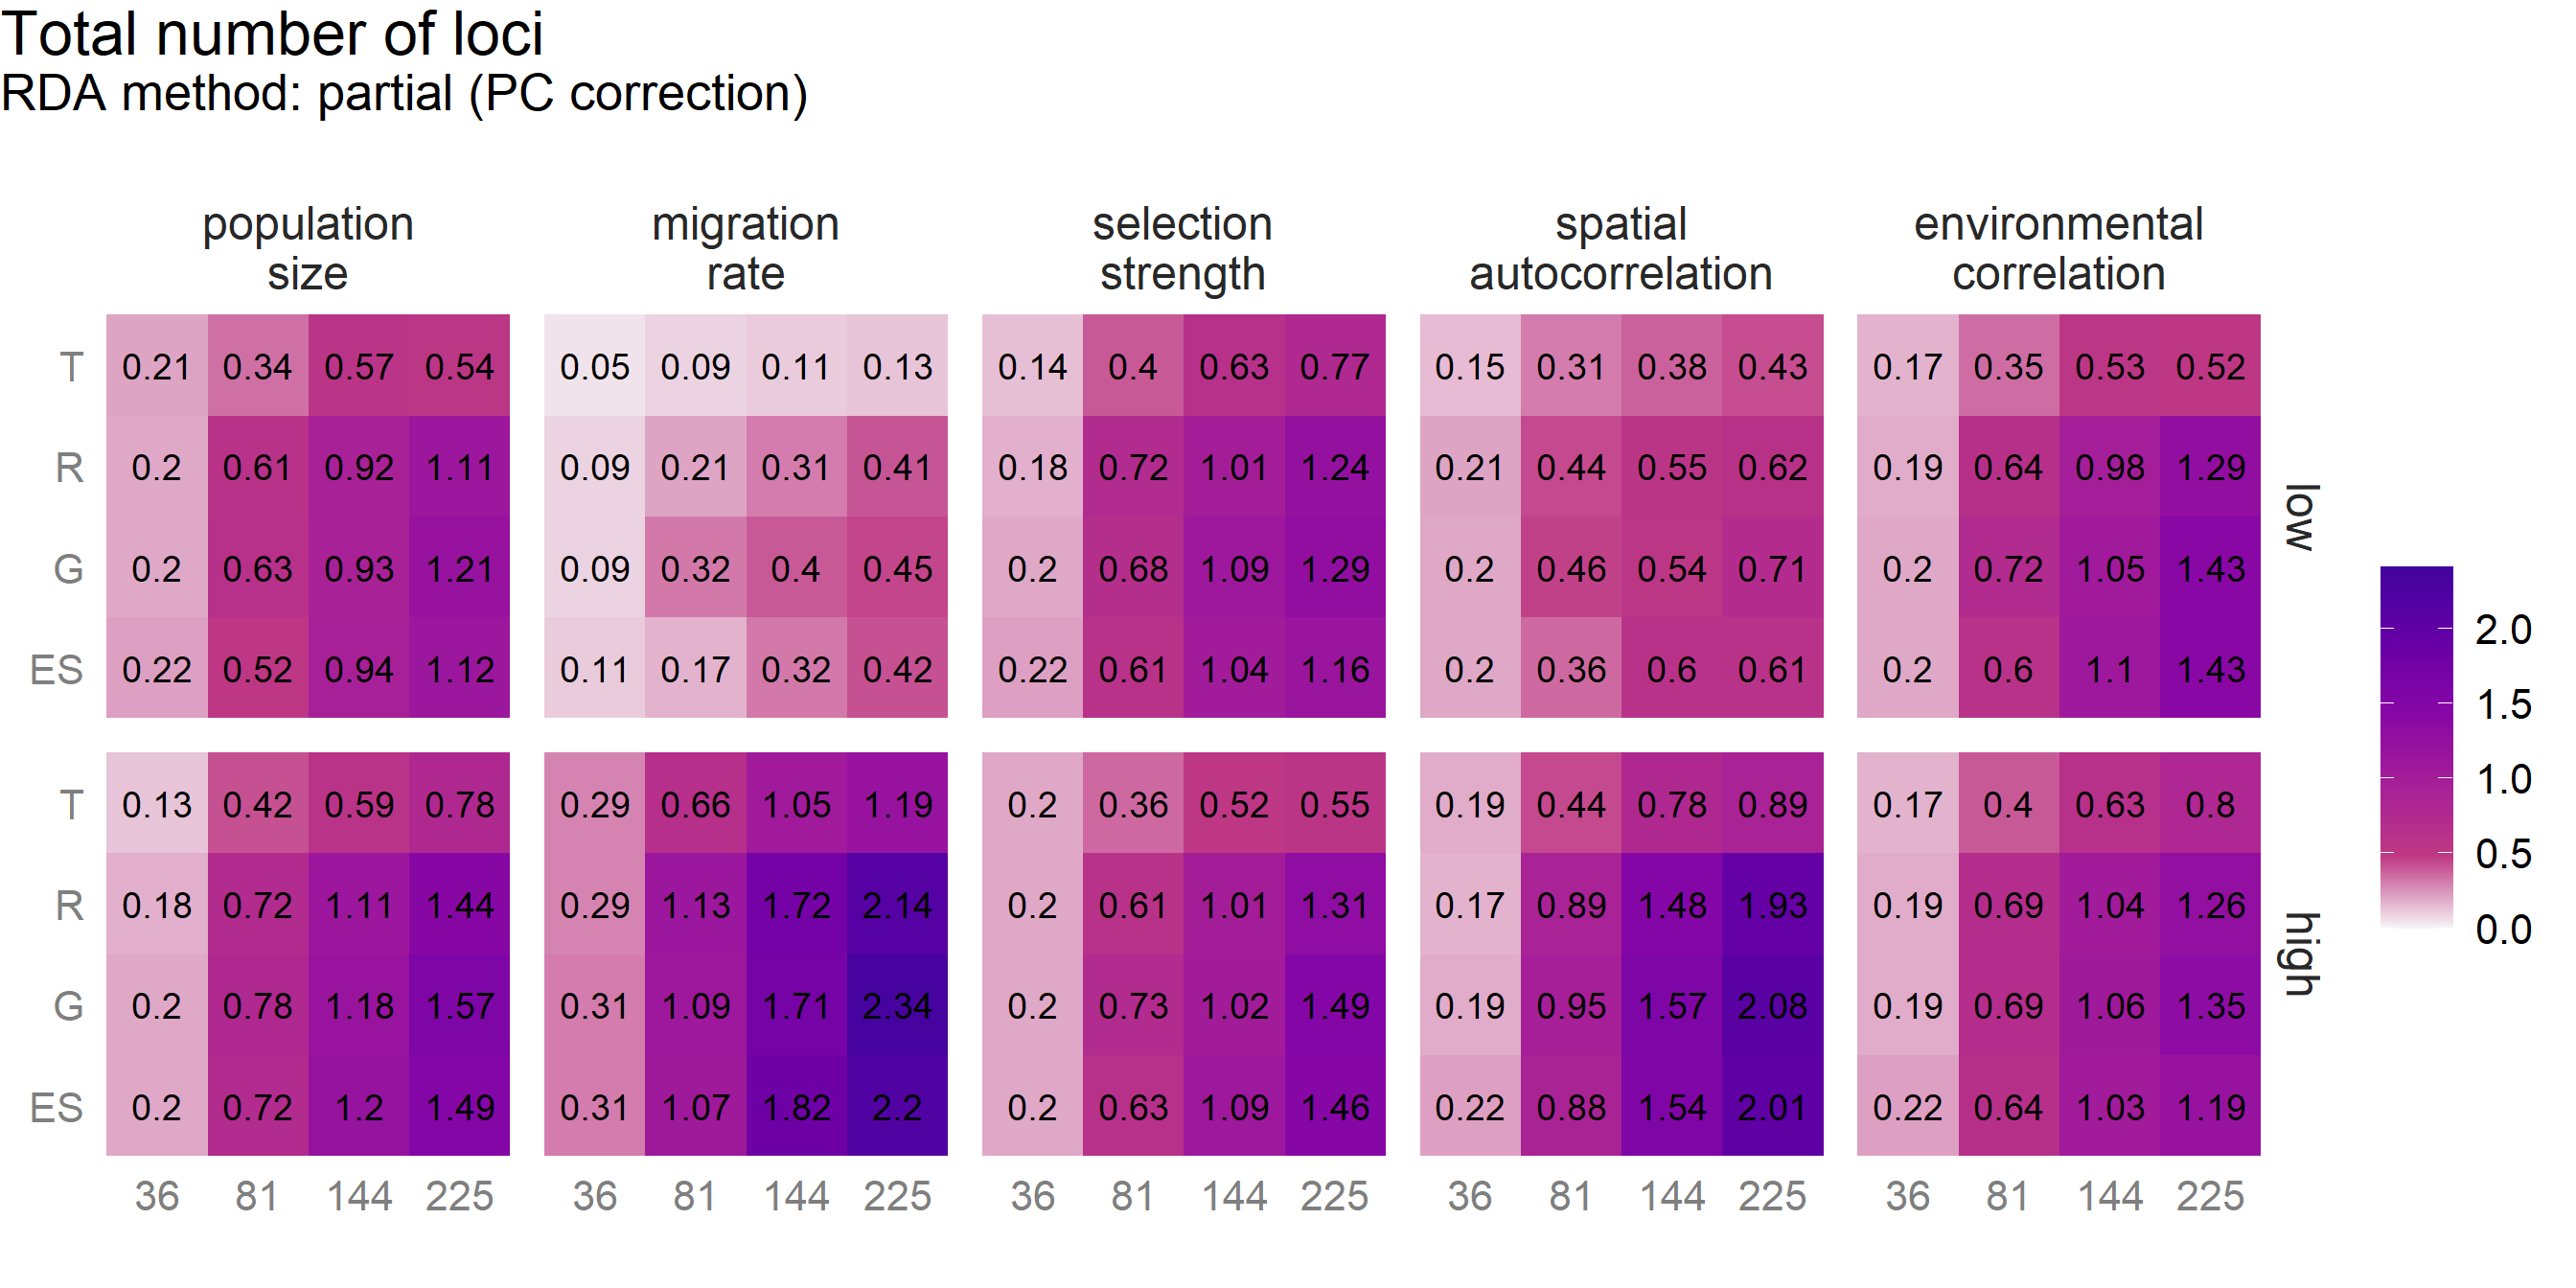 Total number of loci
RDA method: partial (PC correction)
population size
migration rate
selection strength
spatial autocorrelation
environmental correlation
T 0.21 0.34 0.57 0.54 0.05 0.09 0.11 0.13 0.14 0.4 0.63 0.77 0.15 0.31 0.38 0.43 0.17 0.35 0.53 0.52
R 0.2 0.61 0.92 1.11 0.09 0.21 0.31 0.41 0.18 0.72 1.01 1.24 0.21 0.44 0.55 0.62 0.19 0.64 0.98 1.29
G 0.2 0.63 0.93 1.21 0.09 0.32 0.4 0.45 0.2 0.68 1.09 1.29 0.2 0.46 0.54 0.71 0.2 0.72 1.05 1.43
ES 0.22 0.52 0.94 1.12 0.11 0.17 0.32 0.42 0.22 0.61 1.04 1.16 0.2 0.36 0.6 0.61 0.2 0.6 1.1 1.43
low
T 0.13 0.42 0.59 0.78 0.29 0.66 1.05 1.19 0.2 0.36 0.52 0.55 0.19 0.44 0.78 0.89 0.17 0.4 0.63 0.8
R 0.18 0.72 1.11 1.44 0.29 1.13 1.72 2.14 0.2 0.61 1.01 1.31 0.17 0.89 1.48 1.93 0.19 0.69 1.04 1.26
G 0.2 0.78 1.18 1.57 0.31 1.09 1.71 2.34 0.2 0.73 1.02 1.49 0.19 0.95 1.57 2.08 0.19 0.69 1.06 1.35
ES 0.2 0.72 1.2 1.49 0.31 1.07 1.82 2.2 0.2 0.63 1.09 1.46 0.22 0.88 1.54 2.01 0.22 0.64 1.03 1.19
high
36 81 144 225 36 81 144 225 36 81 144 225 36 81 144 225 36 81 144 225
2.0
1.5
1.0
0.5
0.0